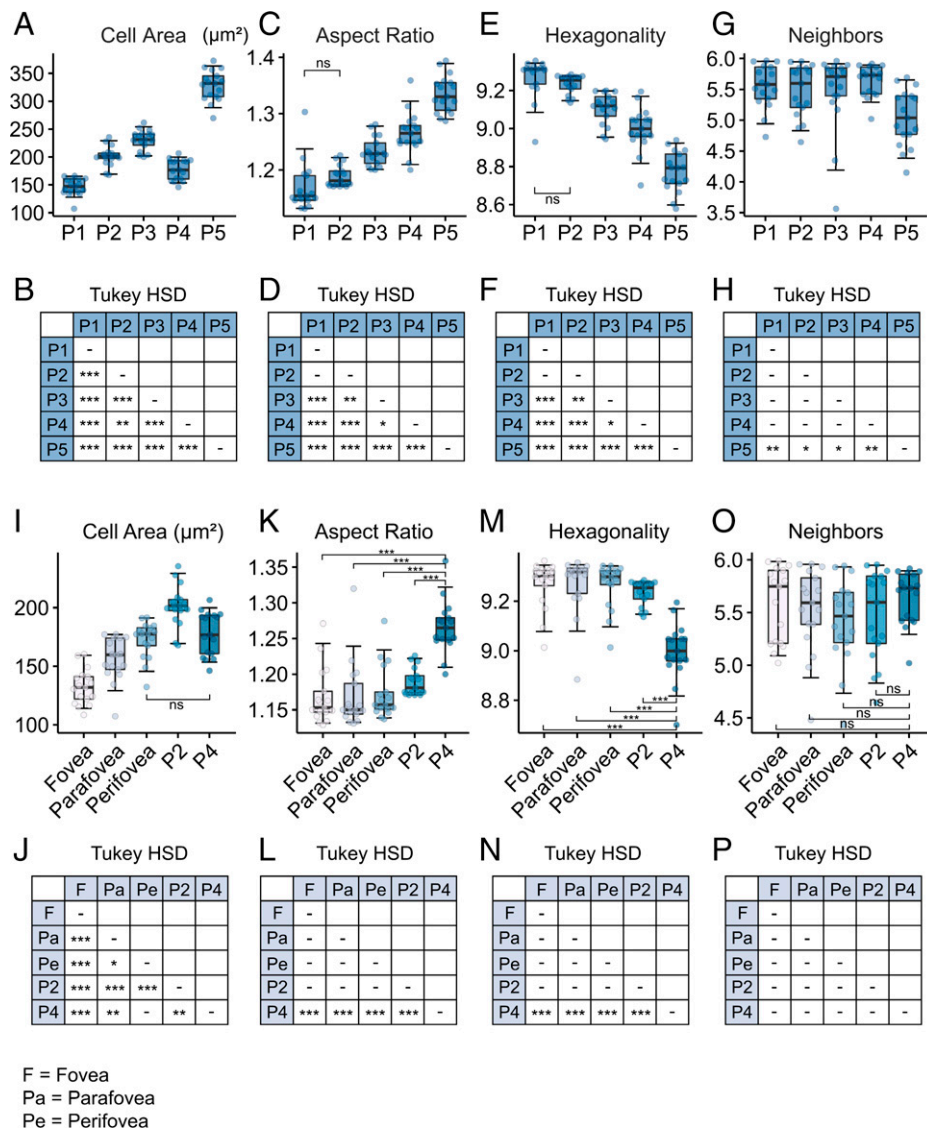 A Cell Area (µm²)
350
300
250
200
150
100
P1 P2 P3 P4 P5
C Aspect Ratio
1.4
1.3
1.2
ns
P1 P2 P3 P4 P5
E Hexagonality
9.2
9.0
8.8
8.6
ns
P1 P2 P3 P4 P5
G Neighbors
6.0
5.5
5.0
4.5
4.0
3.5
P1 P2 P3 P4 P5
B Tukey HSD
P1 P2 P3 P4 P5
P1 -
P2 *** -
P3 *** *** -
P4 *** ** *** -
P5 *** *** *** *** -
D Tukey HSD
P1 P2 P3 P4 P5
P1 -
P2 - -
P3 *** ** -
P4 *** *** * -
P5 *** *** *** *** -
F Tukey HSD
P1 P2 P3 P4 P5
P1 -
P2 - -
P3 *** ** -
P4 *** *** * -
P5 *** *** *** *** -
H Tukey HSD
P1 P2 P3 P4 P5
P1 -
P2 - -
P3 - - -
P4 - - - -
P5 ** * * ** -
I Cell Area (µm²)
200
150
100
ns
Fovea Parafovea Perifovea P2 P4
K Aspect Ratio
1.35
1.30
1.25
1.20
1.15
***
***
***
***
Fovea Parafovea Perifovea P2 P4
M Hexagonality
9.2
9.0
8.8
***
***
***
***
Fovea Parafovea Perifovea P2 P4
O Neighbors
6.0
5.5
5.0
4.5
ns
ns
ns
ns
Fovea Parafovea Perifovea P2 P4
J Tukey HSD
F Pa Pe P2 P4
F -
Pa *** -
Pe *** * -
P2 *** *** *** -
P4 *** ** - ** -
L Tukey HSD
F Pa Pe P2 P4
F -
Pa - -
Pe - - -
P2 - - - -
P4 *** *** *** *** -
N Tukey HSD
F Pa Pe P2 P4
F -
Pa - -
Pe - - -
P2 - - - -
P4 *** *** *** *** -
P Tukey HSD
F Pa Pe P2 P4
F -
Pa - -
Pe - - -
P2 - - - -
P4 - - - - -
F = Fovea
Pa = Parafovea
Pe = Perifovea